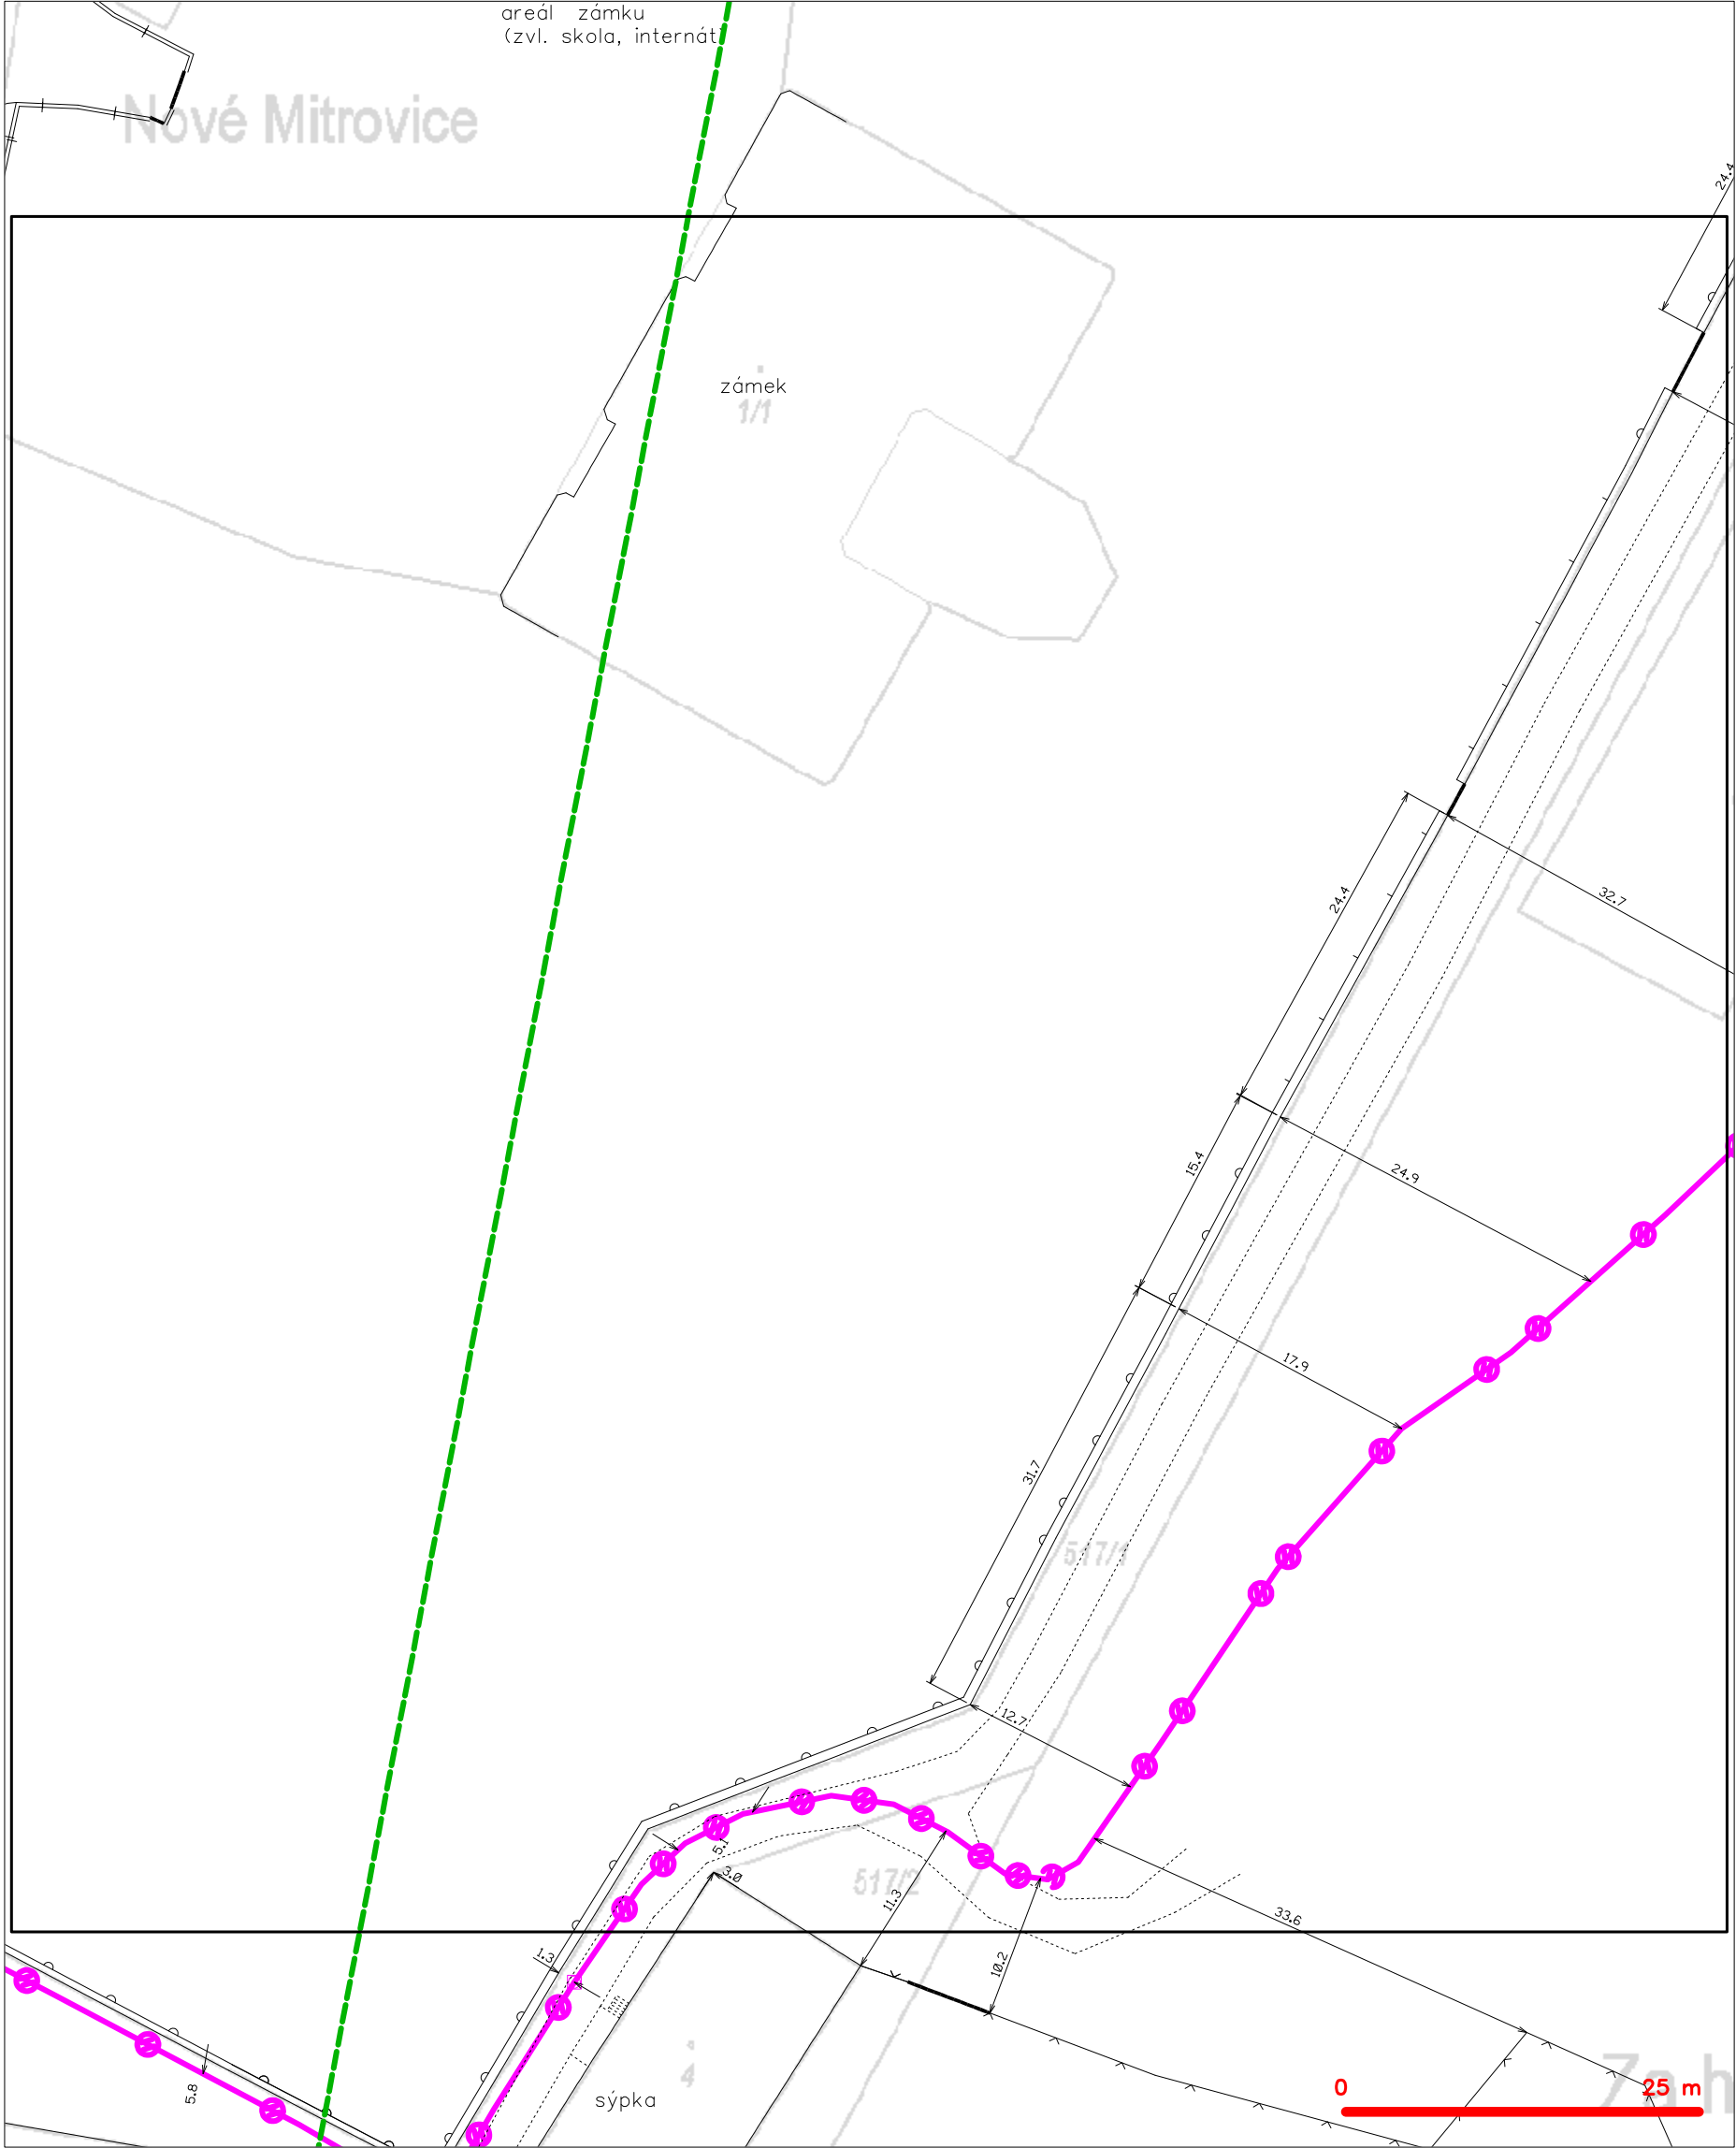 areál zámku
(zvl. skola, internát
Nové Mitrovice
24.4
zámek
1/1
32.7
24.4
24.9
15.4
17.9
31.7
517/1
12.7
5.1
3.0
517/2
11.3
33.6
10.2
1.3
5.8
4
sýpka
Zah
0
25 m